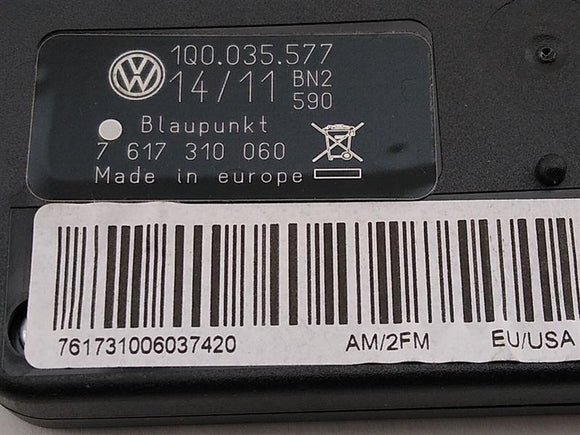 1Q0.035.577
14/11 BN2
590
Blaupunkt
7 617 310 060
Made in europe
761731006037420 AM/2FM EU/USA